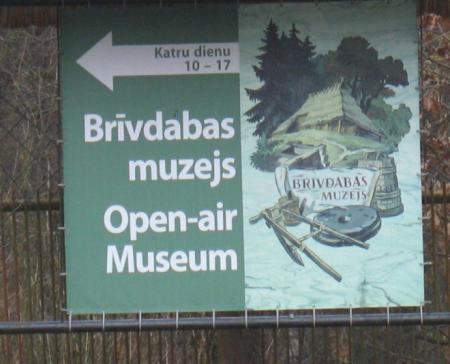 Katru dienu
10 – 17
Brīvdabas
muzejs
Open-air
Museum
BRĪVDABAS
MUZEJS